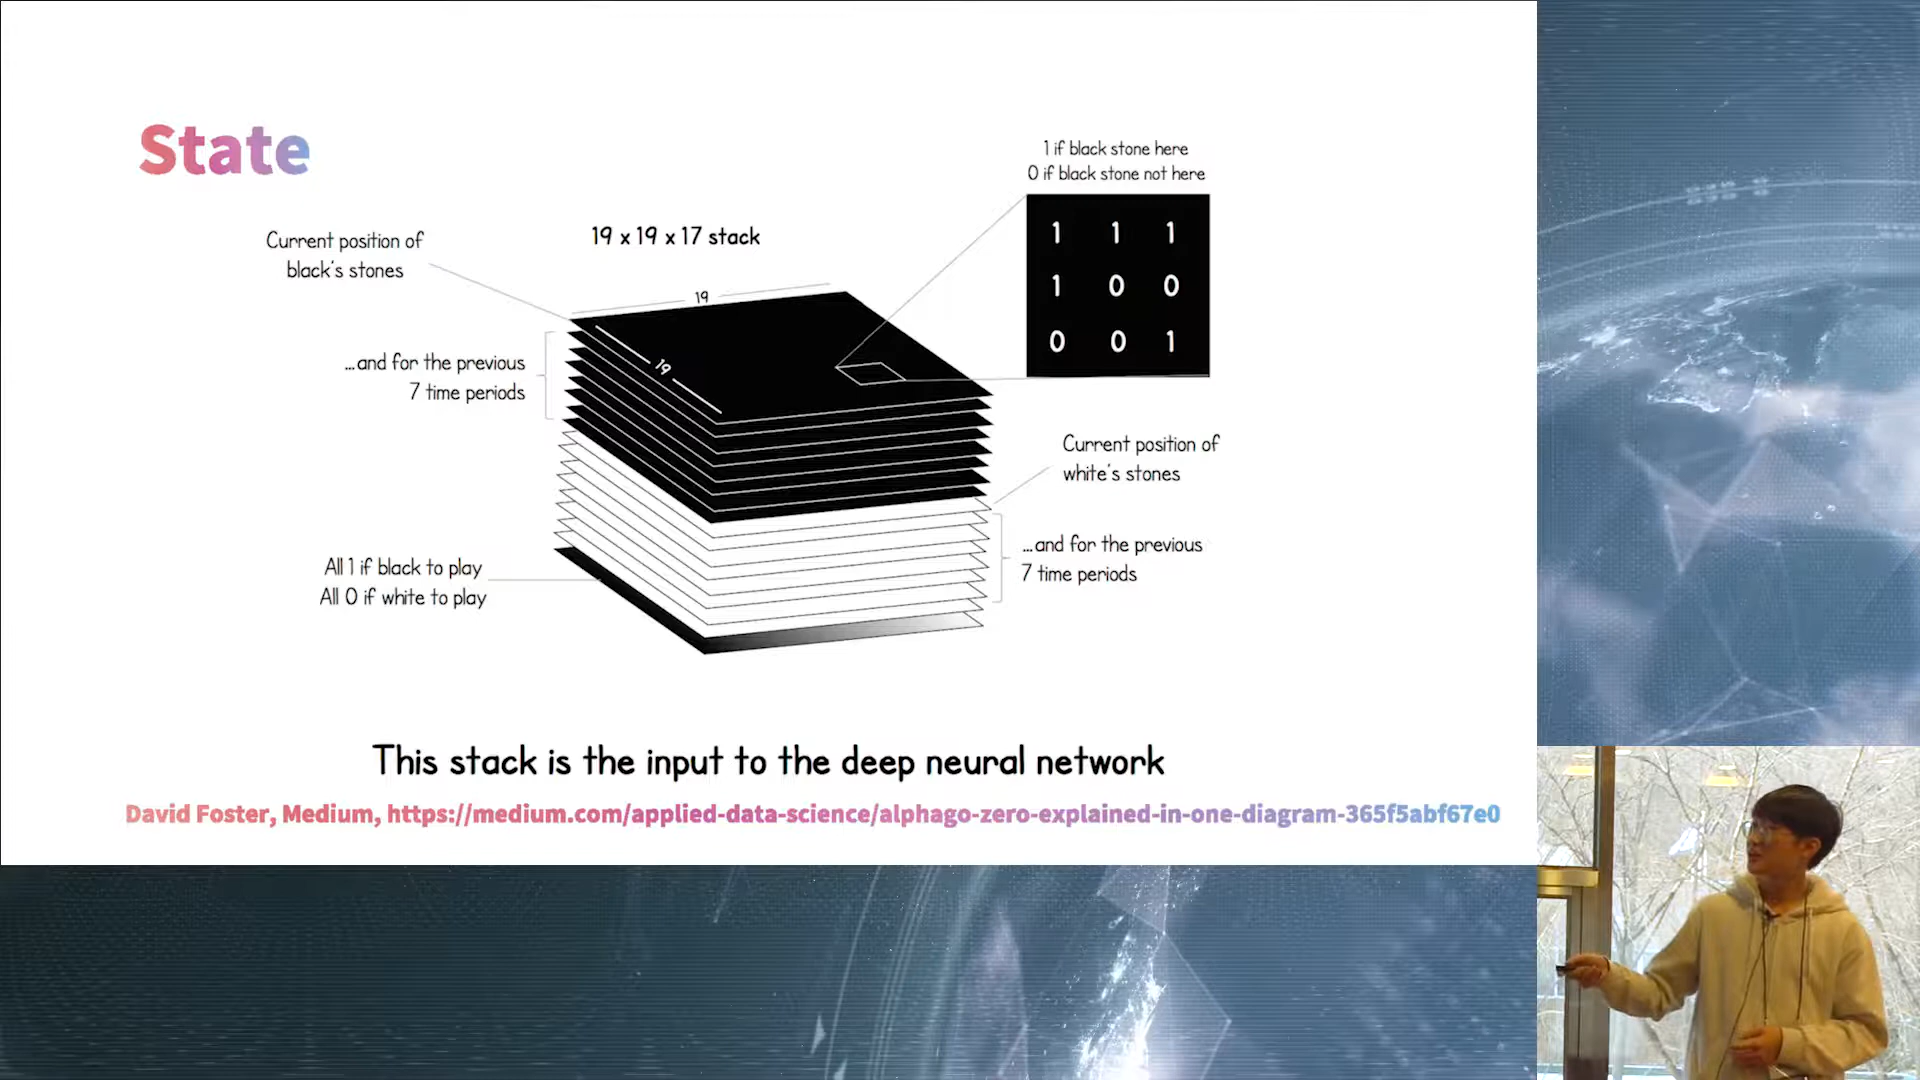 State
1 if black stone here
0 if black stone not here
Current position of
black's stones
19 x 19 x 17 stack
19
19
1 1 1
1 0 0
0 0 1
...and for the previous
7 time periods
Current position of
white's stones
...and for the previous
7 time periods
All 1 if black to play
All 0 if white to play
This stack is the input to the deep neural network
David Foster, Medium, https://medium.com/applied-data-science/alphago-zero-explained-in-one-diagram-365f5abf67e0